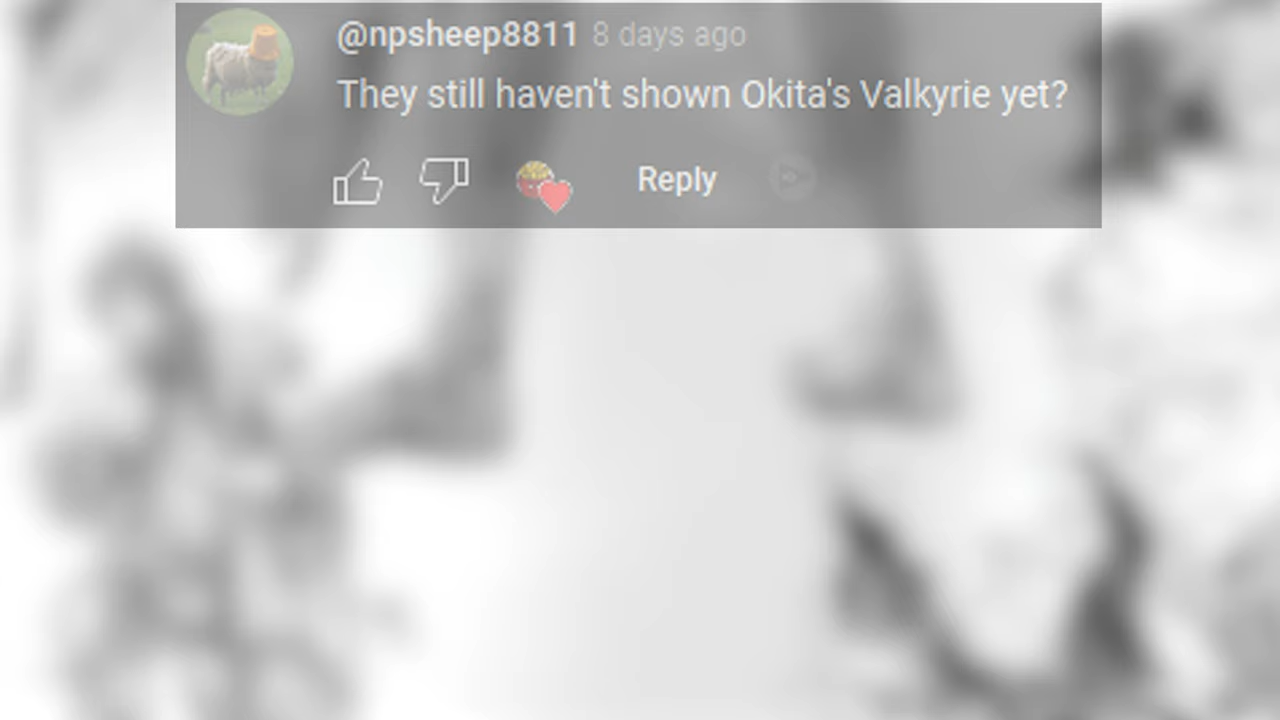 @npsheep8811 8 days ago
They still haven't shown Okita's Valkyrie yet?
Reply